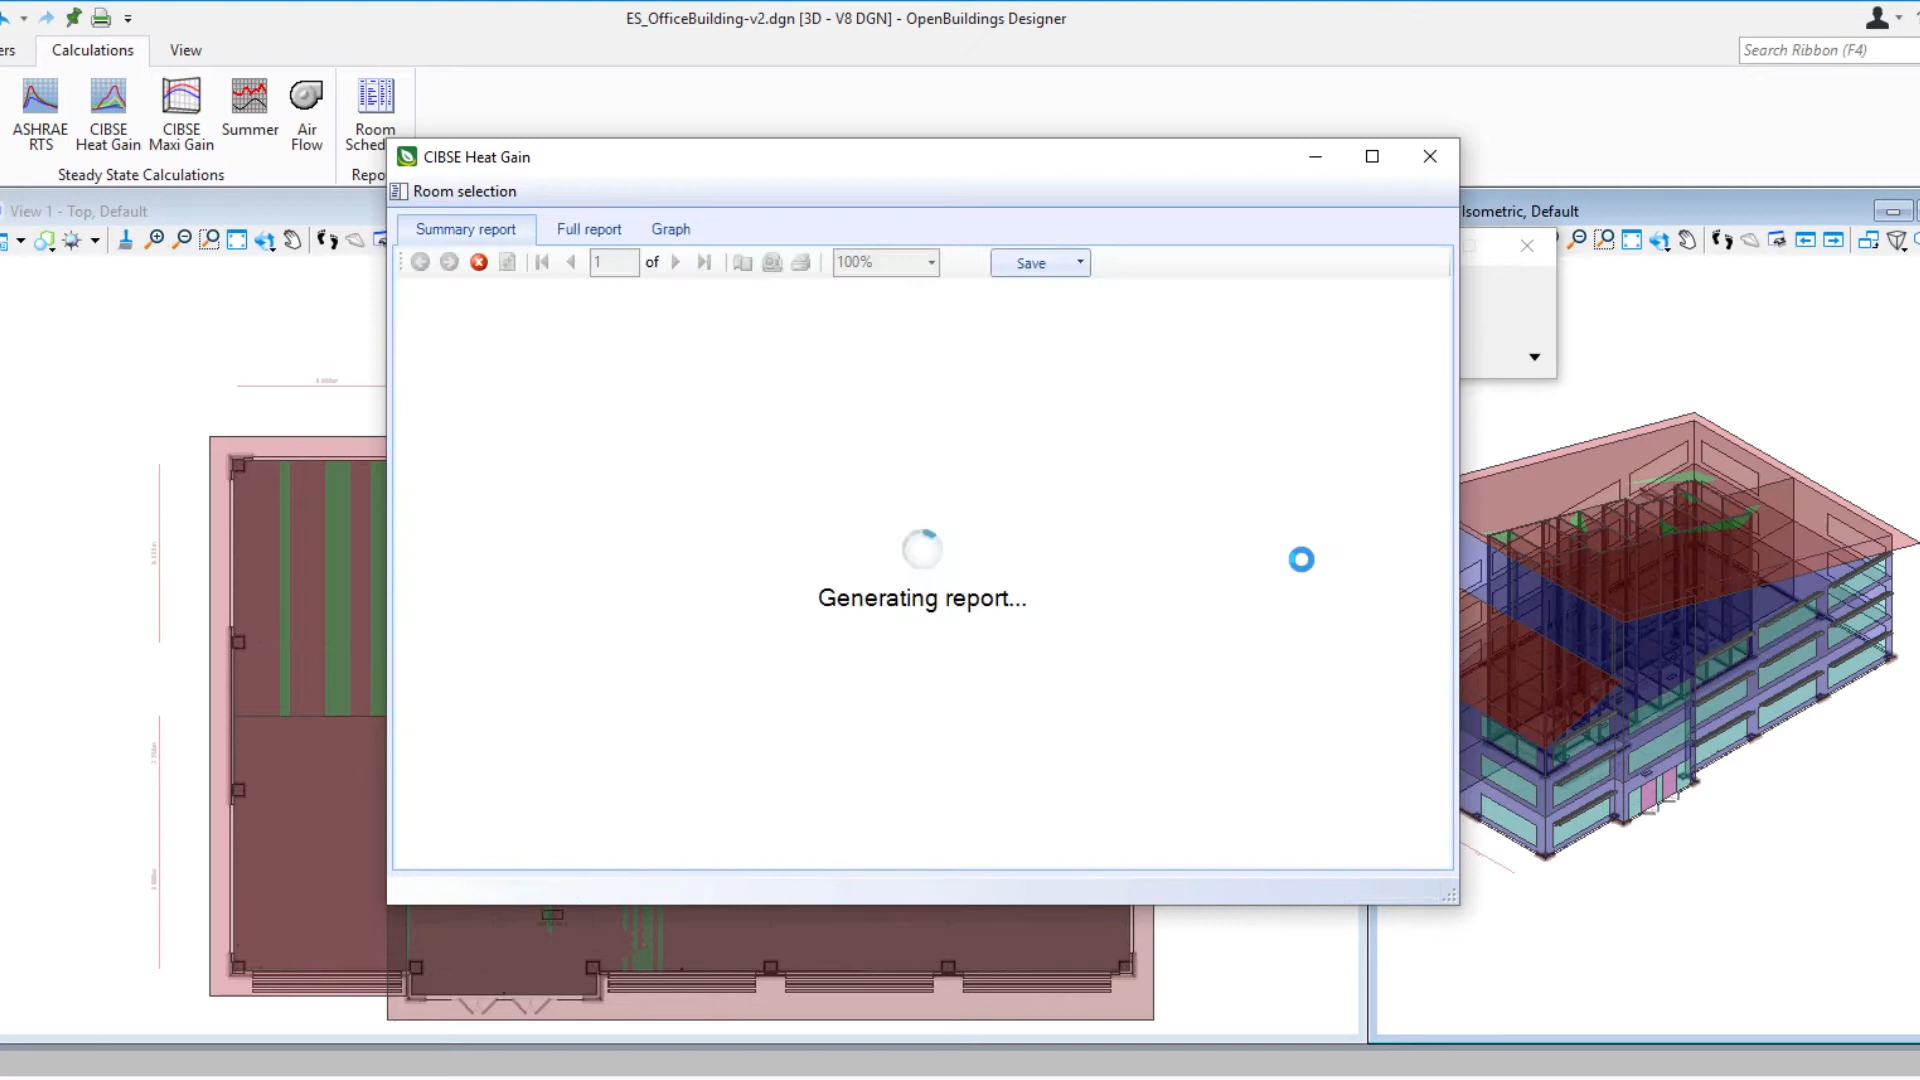 ES_OfficeBuilding-v2.dgn [3D - V8 DGN] - OpenBuildings Designer
ers
Calculations
View
Search Ribbon (F4)
ASHRAE RTS
CIBSE Heat Gain
CIBSE Maxi Gain
Summer
Air Flow
Room Sched
Steady State Calculations
Repo
CIBSE Heat Gain
Room selection
View 1 - Top, Default
Isometric, Default
Summary report
Full report
Graph
1
of
100%
Save
Generating report...